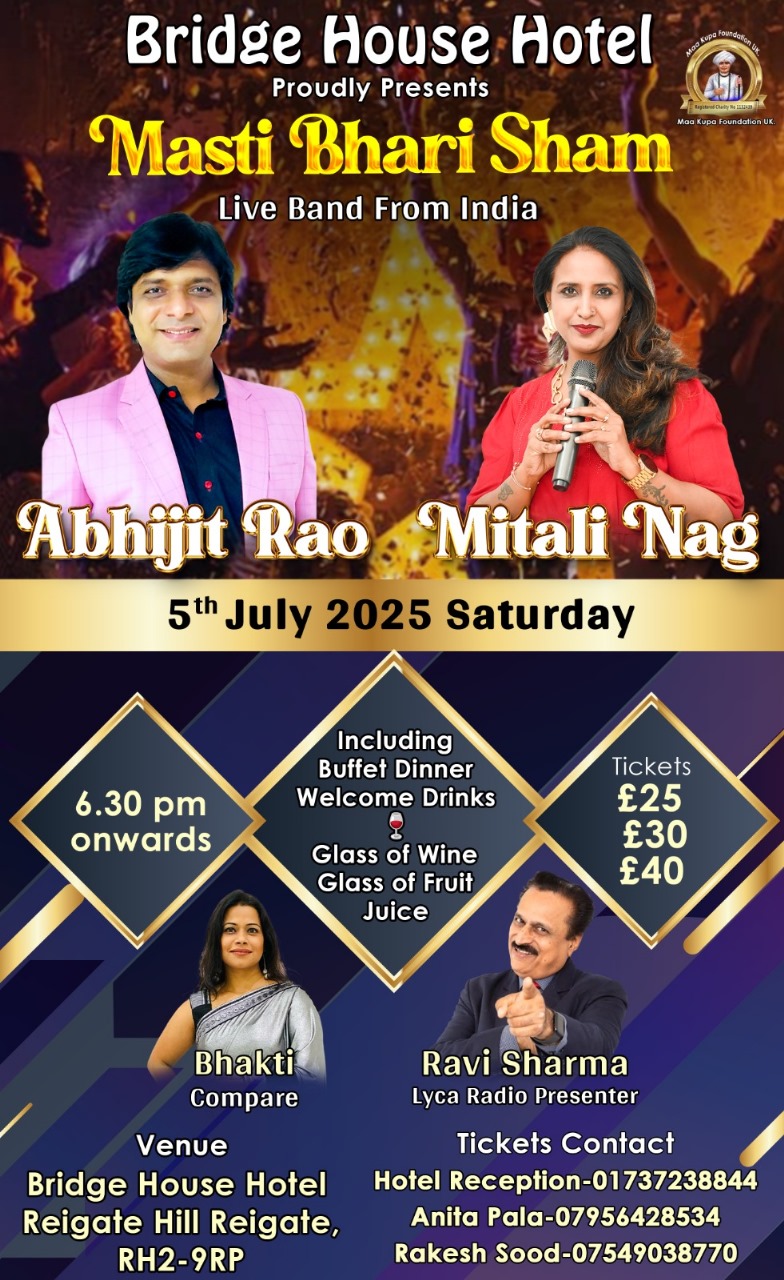 Bridge House Hotel
Proudly Presents
Maa Kupa Foundation UK.
Maa Kupa Foundation UK.
Masti Bhari Sham
Live Band From India
Abhijit Rao
Mitali Nag
5th July 2025 Saturday
6.30 pm
onwards
Including
Buffet Dinner
Welcome Drinks
🍷
Glass of Wine
Glass of Fruit
Juice
Tickets
£25
£30
£40
Bhakti
Compare
Ravi Sharma
Lyca Radio Presenter
Venue
Bridge House Hotel
Reigate Hill Reigate,
RH2-9RP
Tickets Contact
Hotel Reception-01737238844
Anita Pala-07956428534
Rakesh Sood-07549038770